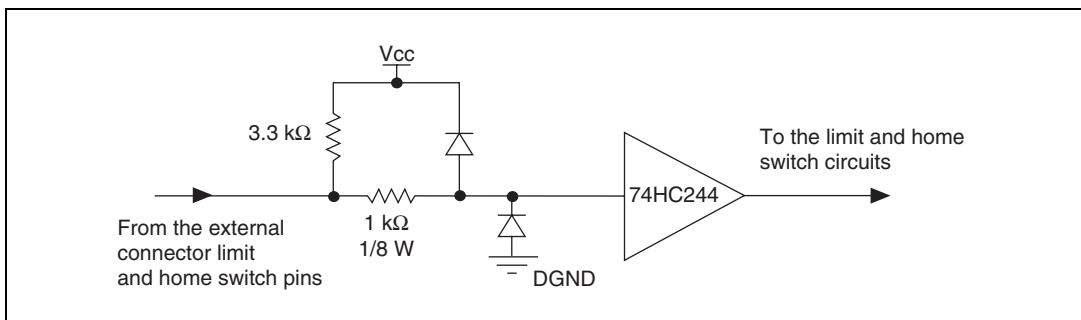 Vcc
3.3 kΩ
To the limit and home
switch circuits
74HC244
From the external
connector limit
and home switch pins
1 kΩ
1/8 W
DGND